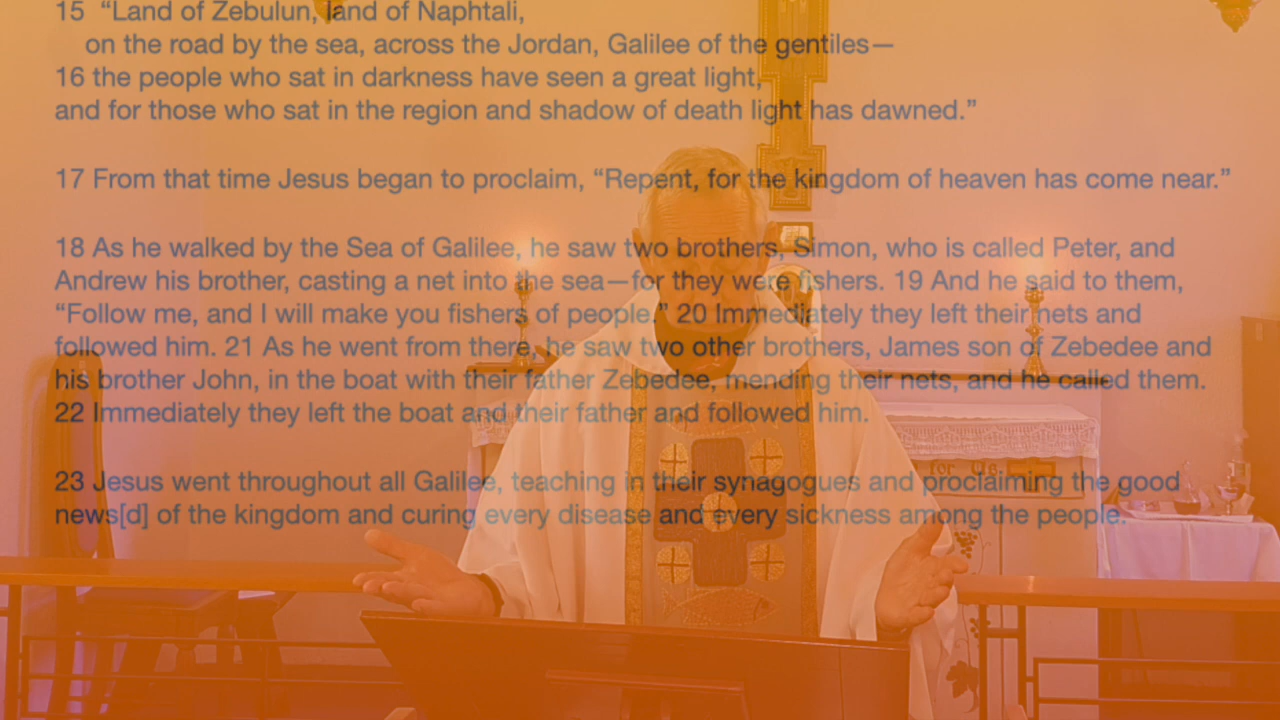 15 “Land of Zebulun, land of Naphtali,
on the road by the sea, across the Jordan, Galilee of the gentiles—
16 the people who sat in darkness have seen a great light,
and for those who sat in the region and shadow of death light has dawned.”
17 From that time Jesus began to proclaim, “Repent, for the kingdom of heaven has come near.”
18 As he walked by the Sea of Galilee, he saw two brothers, Simon, who is called Peter, and
Andrew his brother, casting a net into the sea—for they were fishers. 19 And he said to them,
“Follow me, and I will make you fishers of people.” 20 Immediately they left their nets and
followed him. 21 As he went from there, he saw two other brothers, James son of Zebedee and
his brother John, in the boat with their father Zebedee, mending their nets, and he called them.
22 Immediately they left the boat and their father and followed him.
for Us.
23 Jesus went throughout all Galilee, teaching in their synagogues and proclaiming the good
news[d] of the kingdom and curing every disease and every sickness among the people.